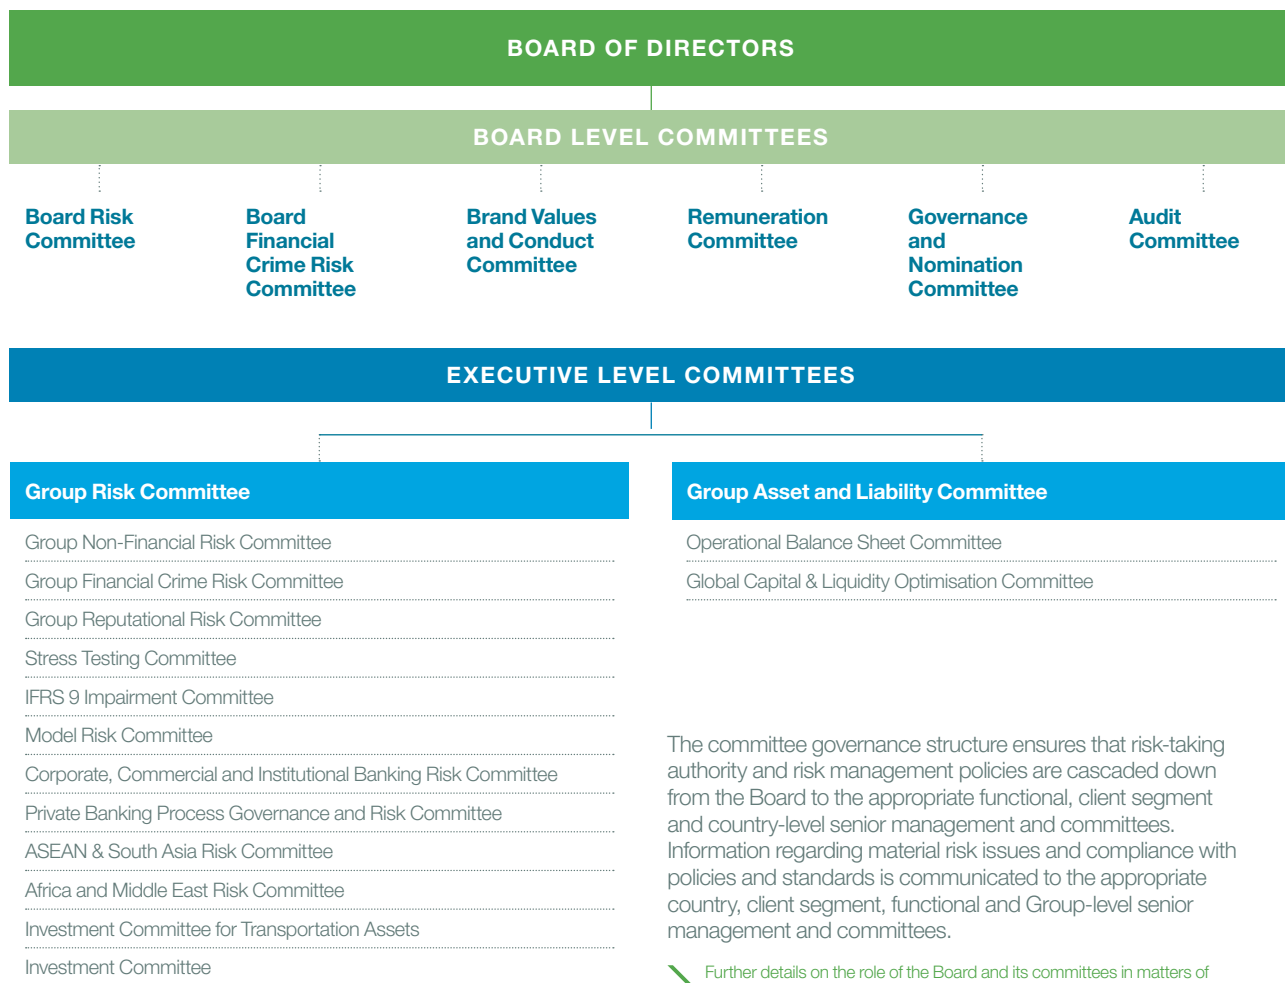 BOARD OF DIRECTORS
BOARD LEVEL COMMITTEES
Board Risk
Committee
Board
Financial
Crime Risk
Committee
Brand Values
and Conduct
Committee
Remuneration
Committee
Governance
and
Nomination
Committee
Audit
Committee
EXECUTIVE LEVEL COMMITTEES
Group Risk Committee
Group Non-Financial Risk Committee
Group Financial Crime Risk Committee
Group Reputational Risk Committee
Stress Testing Committee
IFRS 9 Impairment Committee
Model Risk Committee
Corporate, Commercial and Institutional Banking Risk Committee
Private Banking Process Governance and Risk Committee
ASEAN & South Asia Risk Committee
Africa and Middle East Risk Committee
Investment Committee for Transportation Assets
Investment Committee
Group Asset and Liability Committee
Operational Balance Sheet Committee
Global Capital & Liquidity Optimisation Committee
The committee governance structure ensures that risk-taking
authority and risk management policies are cascaded down
from the Board to the appropriate functional, client segment
and country-level senior management and committees.
Information regarding material risk issues and compliance with
policies and standards is communicated to the appropriate
country, client segment, functional and Group-level senior
management and committees.
Further details on the role of the Board and its committees in matters of